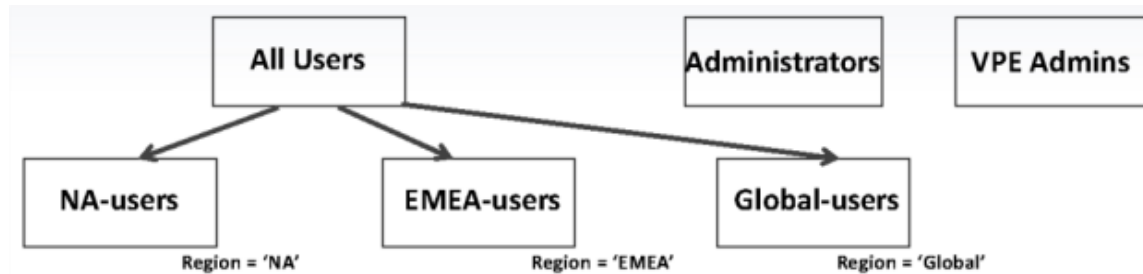 All Users
Administrators
VPE Admins
NA-users
EMEA-users
Global-users
Region = ‘NA’
Region = ‘EMEA’
Region = ‘Global’